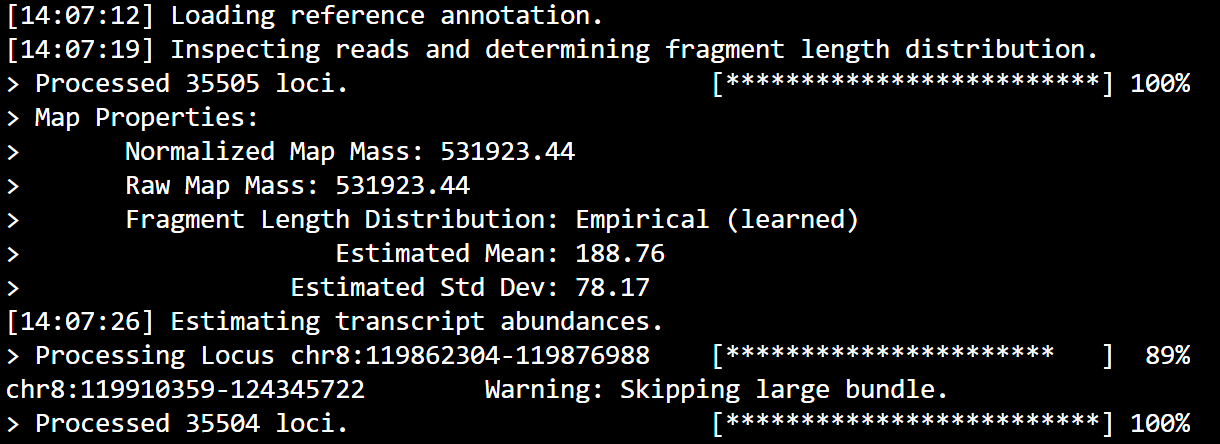 [14:07:12] Loading reference annotation.
[14:07:19] Inspecting reads and determining fragment length distribution.
> Processed 35505 loci.                        [*************************] 100%
> Map Properties:
>       Normalized Map Mass: 531923.44
>       Raw Map Mass: 531923.44
>       Fragment Length Distribution: Empirical (learned)
>                     Estimated Mean: 188.76
>                  Estimated Std Dev: 78.17
[14:07:26] Estimating transcript abundances.
> Processing Locus chr8:119862304-119876988    [**********************   ]  89%
chr8:119910359-124345722        Warning: Skipping large bundle.
> Processed 35504 loci.                        [*************************] 100%